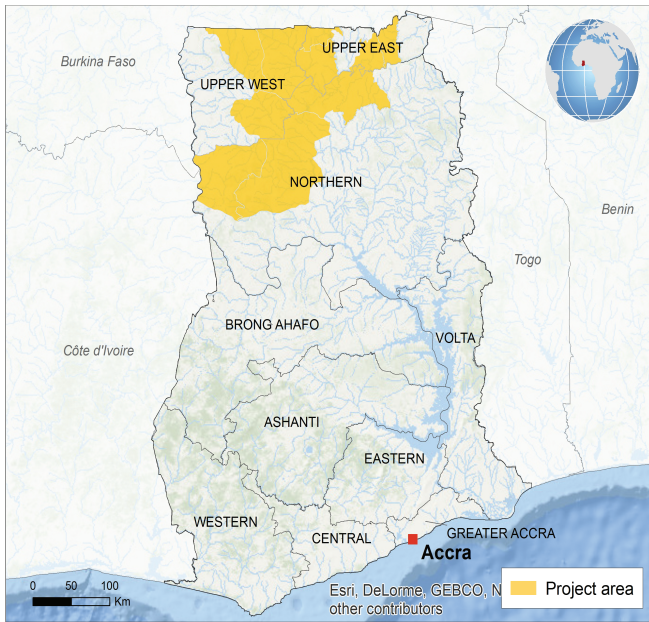 UPPER EAST
Burkina Faso
UPPER WEST
NORTHERN
Benin
Togo
BRONG AHAFO
VOLTA
Côte d'Ivoire
ASHANTI
EASTERN
WESTERN
CENTRAL
GREATER ACCRA
Accra
0 50 100
Km
Esri, DeLorme, GEBCO, N
other contributors
Project area